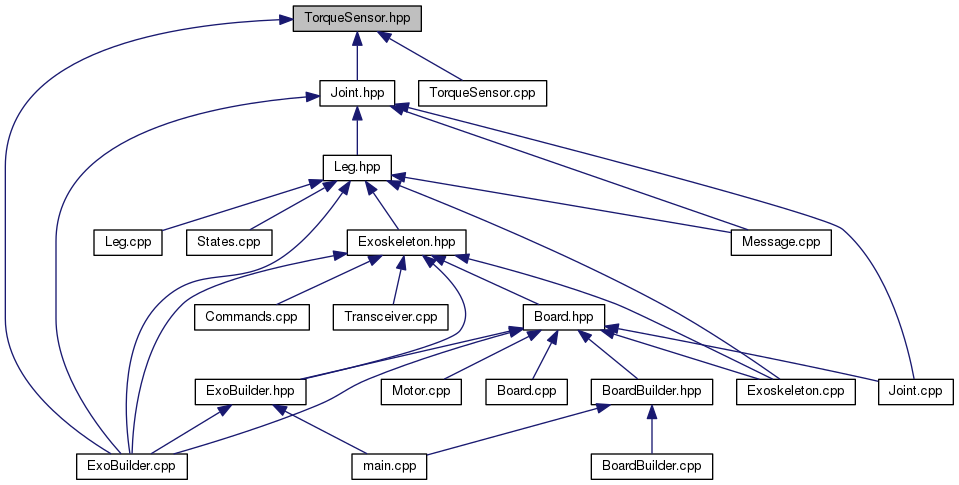 TorqueSensor.hpp
Joint.hpp
TorqueSensor.cpp
Leg.hpp
Leg.cpp
States.cpp
Exoskeleton.hpp
Message.cpp
Commands.cpp
Transceiver.cpp
Board.hpp
ExoBuilder.hpp
Motor.cpp
Board.cpp
BoardBuilder.hpp
Exoskeleton.cpp
Joint.cpp
ExoBuilder.cpp
main.cpp
BoardBuilder.cpp